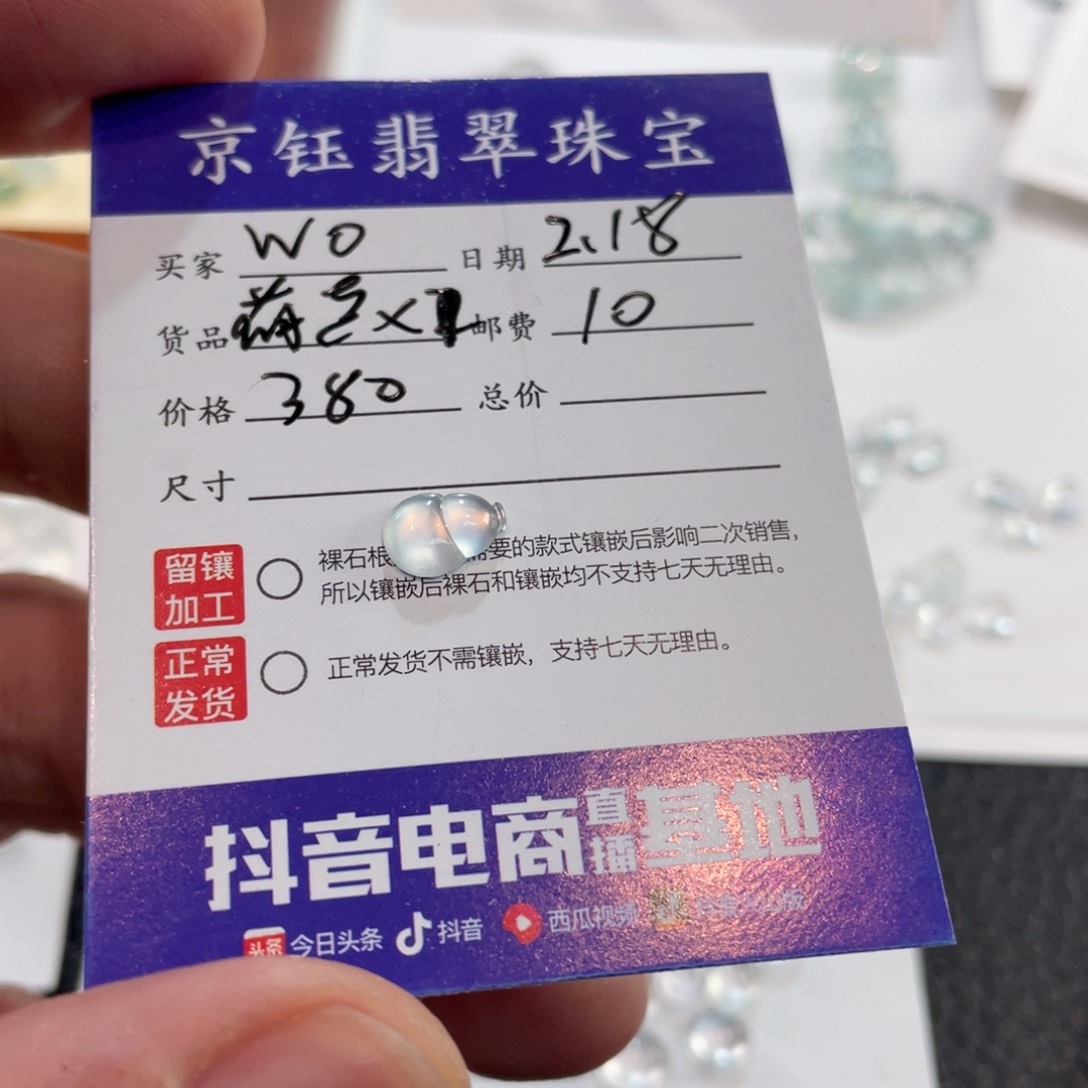 京钰翡翠珠宝
买家 WO 日期 2.18
货品 葫芦×1 邮费 10
价格 380 总价
尺寸
留镶加工 裸石根 需要的款式镶嵌后影响二次销售，
所以镶嵌后裸石和镶嵌均不支持七天无理由。
正常发货 正常发货不需镶嵌，支持七天无理由。
抖音电商直播基地
头条 今日头条 抖音 西瓜视频